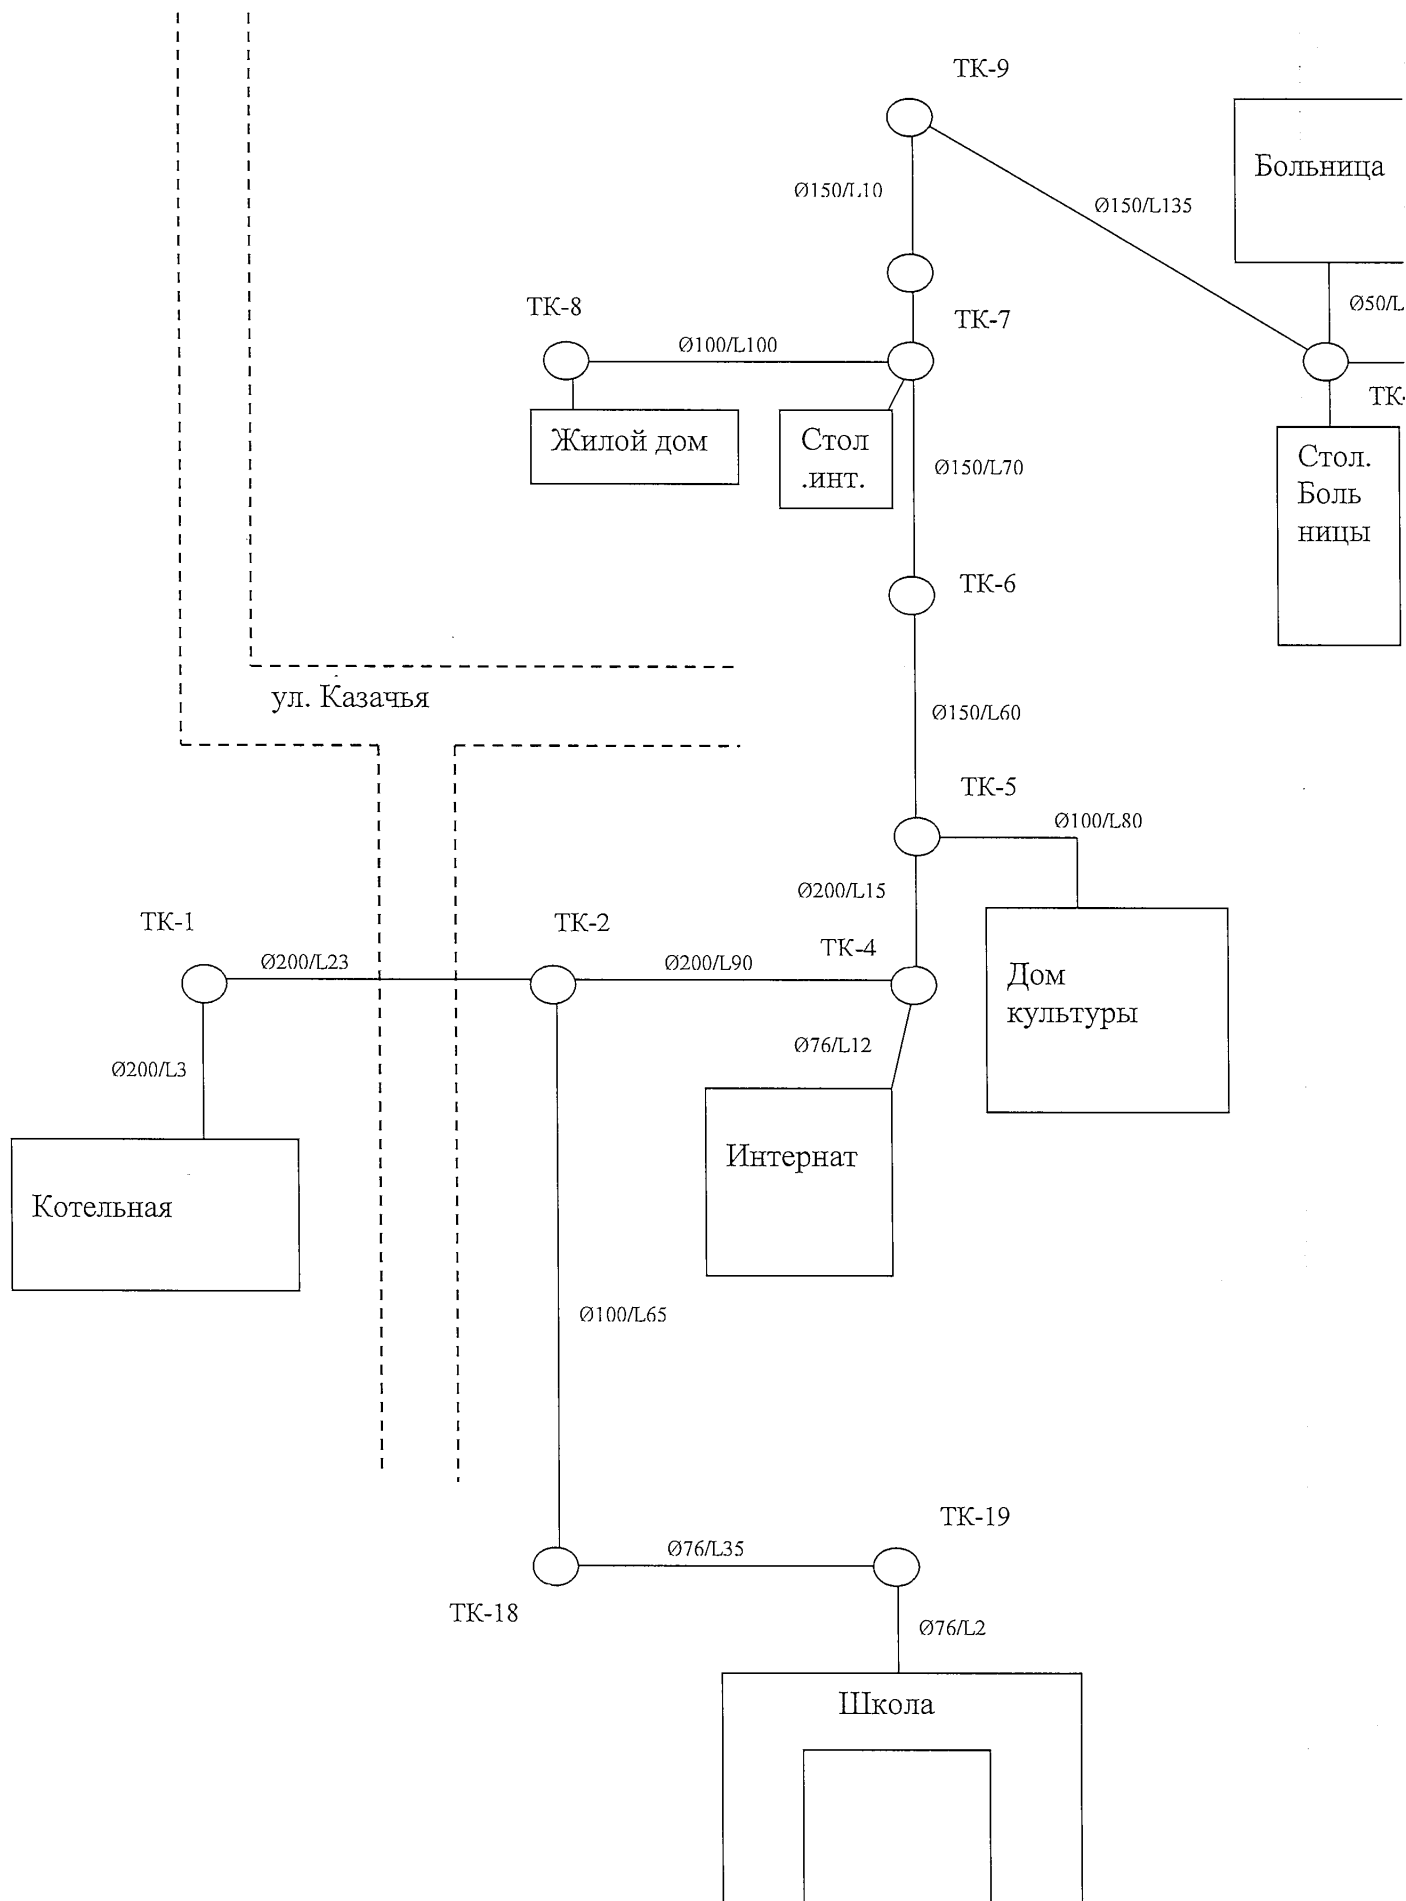 ТК-9
Больница
Ø150/L10
Ø150/L135
ТК-8
ТК-7
Ø50/L
Ø100/L100
ТК-
Жилой дом
Стол
.инт.
Ø150/L70
Стол.
Боль
ницы
ТК-6
ул. Казачья
Ø150/L60
ТК-5
Ø100/L80
Ø200/L15
ТК-1
ТК-2
ТК-4
Ø200/L23
Ø200/L90
Дом
культуры
Ø76/L12
Ø200/L3
Интернат
Котельная
Ø100/L65
ТК-19
Ø76/L35
ТК-18
Ø76/L2
Школа